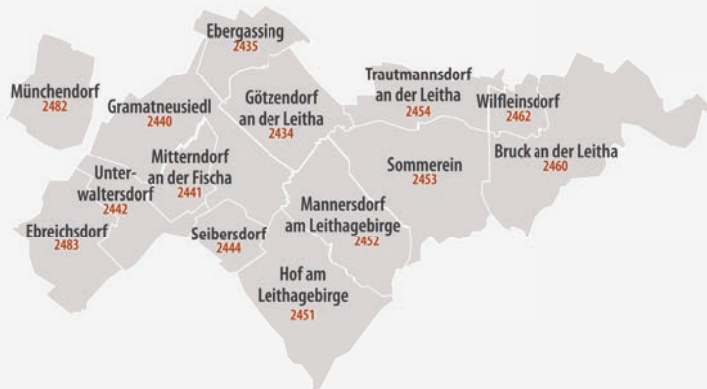 Ebergassing
2435
Münchendorf
2482
Gramatneusiedl
2440
Götzendorf
an der Leitha
2434
Trautmannsdorf
an der Leitha
2454
Wilfleinsdorf
2462
Bruck an der Leitha
2460
Mitterndorf
an der Fischa
2441
Unter-
waltersdorf
2442
Sommerein
2453
Ebreichsdorf
2483
Seibersdorf
2444
Mannersdorf
am Leithagebirge
2452
Hof am
Leithagebirge
2451